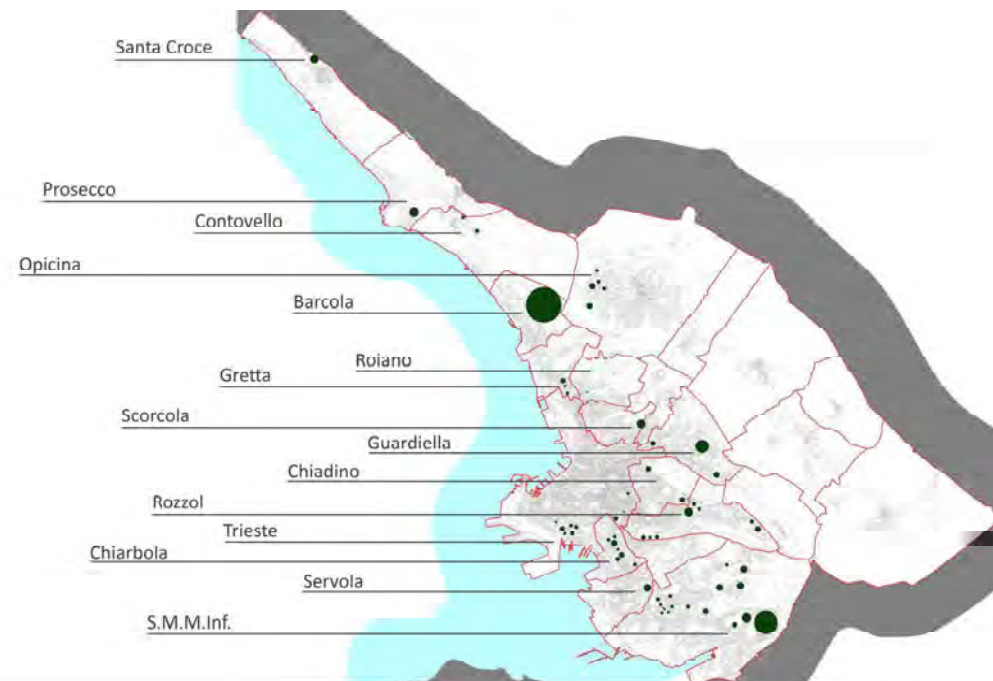 Santa Croce
Prosecco
Contovello
Opicina
Barcola
Roiano
Gretta
Scorcola
Guardiella
Chiadino
Rozzol
Trieste
Chiarbola
Servola
S.M.M.Inf.